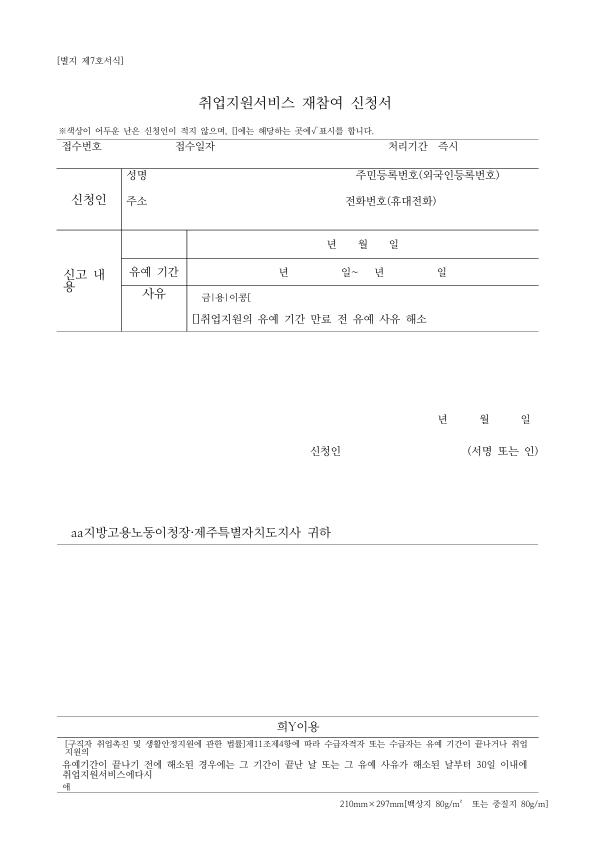 [별지 제7호서식]
취업지원서비스 재참여 신청서
※색상이 어두운 난은 신청인이 적지 않으며, []에는 해당하는 곳에√표시를 합니다.
접수번호 접수일자 처리기간 즉시
신청인
성명 주민등록번호(외국인등록번호)
주소 전화번호(휴대전화)
신고 내
용
년 월 일
유예 기간 년 일~ 년 일
사유 금|용|이콩[
[]취업지원의 유예 기간 만료 전 유예 사유 해소
년 월 일
신청인 (서명 또는 인)
aa지방고용노동이청장·제주특별자치도지사 귀하
희Y이용
[구직자 취업촉진 및 생활안정지원에 관한 법률]제11조제4항에 따라 수급자격자 또는 수급자는 유예 기간이 끝나거나 취업
지원의
유예기간이 끝나기 전에 해소된 경우에는 그 기간이 끝난 날 또는 그 유예 사유가 해소된 날부터 30일 이내에
취업지원서비스에다시
애
210mm×297mm[백상지 80g/㎡ 또는 중질지 80g/m]